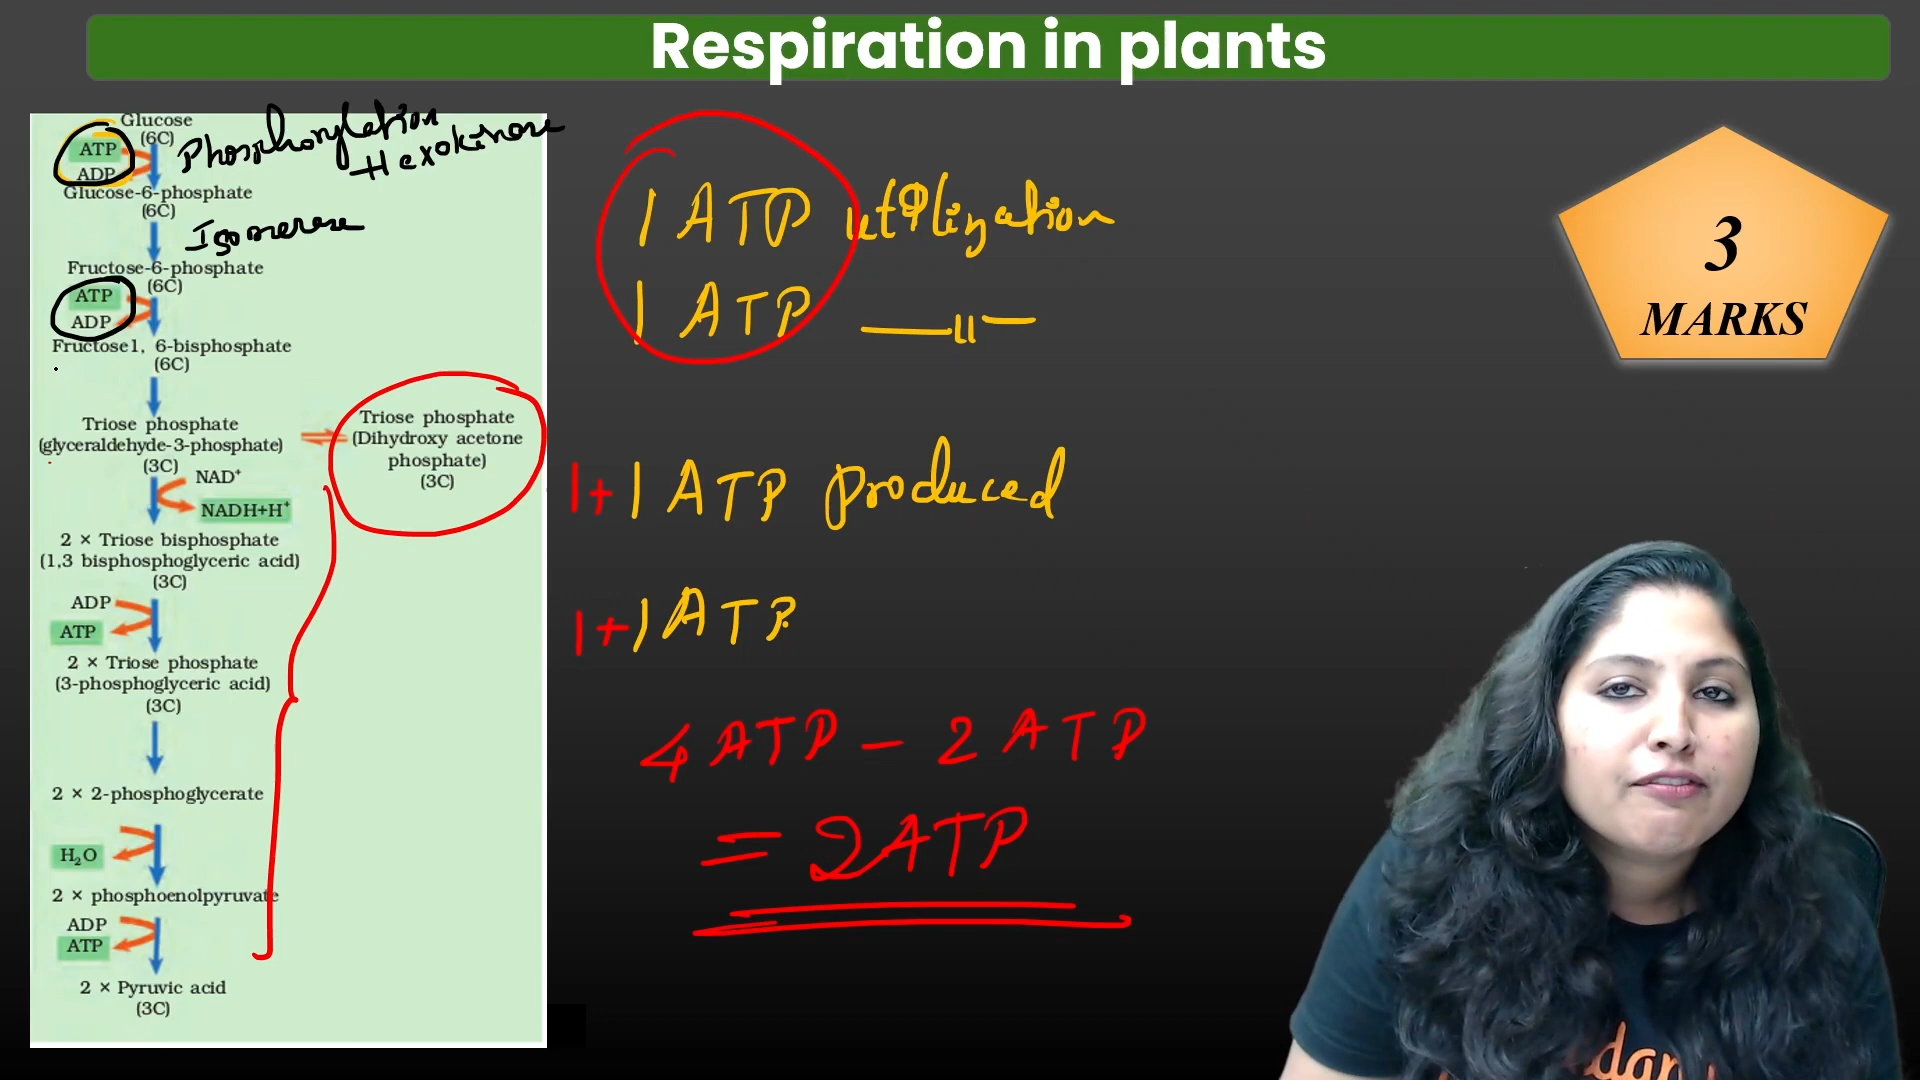 Respiration in plants
Glucose
(6C)
ATP
ADP
Phosphorylation
Hexokinase
Glucose-6-phosphate
(6C)
Isomerase
Fructose-6-phosphate
(6C)
ATP
ADP
Fructose1, 6-bisphosphate
(6C)
Triose phosphate
(glyceraldehyde-3-phosphate)
(3C)
Triose phosphate
(Dihydroxy acetone
phosphate)
(3C)
NAD⁺
NADH+H⁺
2 × Triose bisphosphate
(1,3 bisphosphoglyceric acid)
(3C)
ADP
ATP
2 × Triose phosphate
(3-phosphoglyceric acid)
(3C)
2 × 2-phosphoglycerate
H₂O
2 × phosphoenolpyruvate
ADP
ATP
2 × Pyruvic acid
(3C)
1 ATP utilization
1 ATP —— 〃 —
1+1 ATP produced
1+1 ATP
4 ATP – 2 ATP
= 2 ATP
3
MARKS